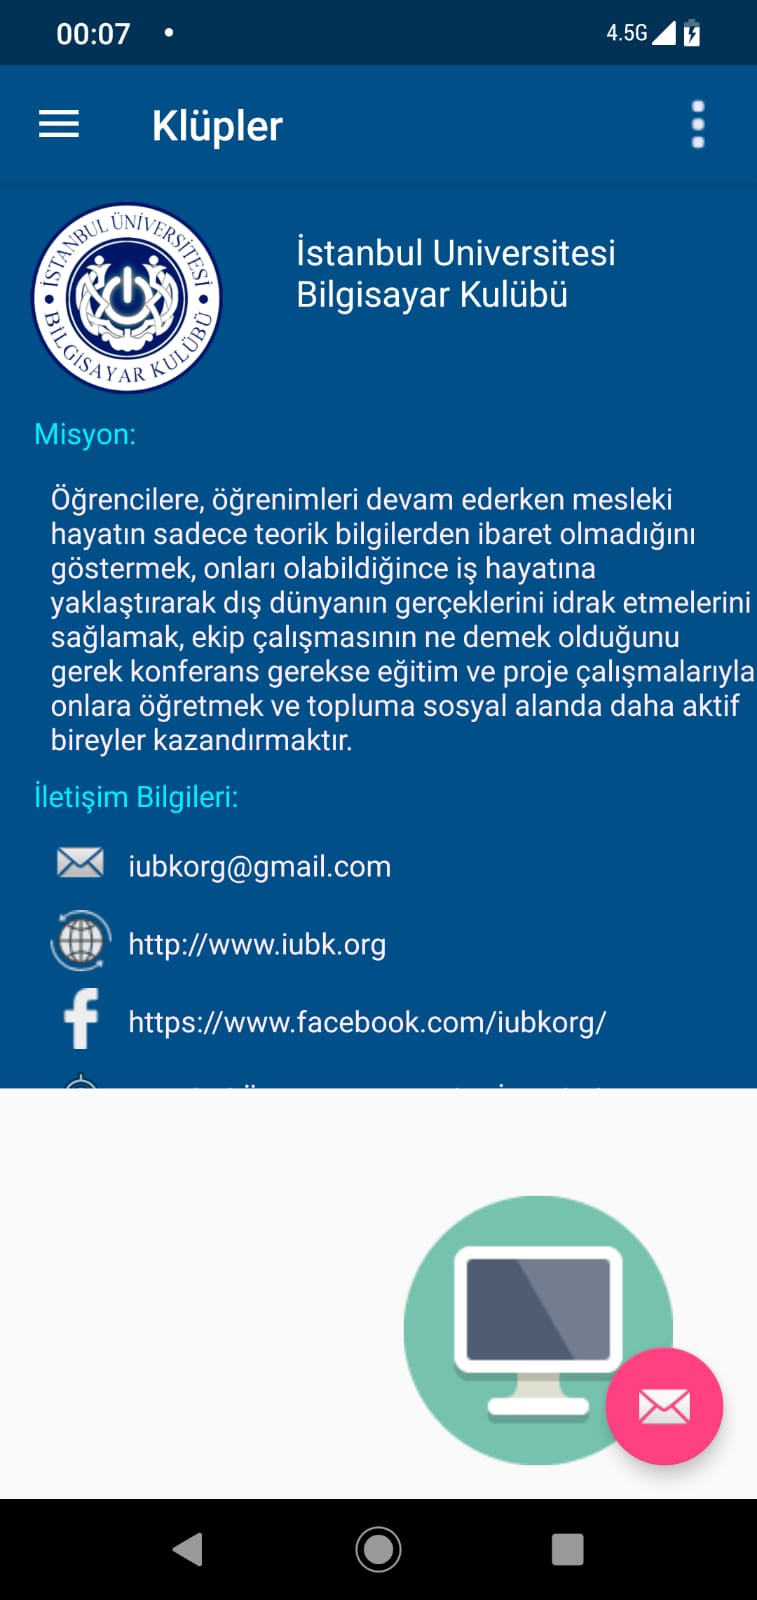 00:07
4.5G
Klüpler
İSTANBUL ÜNİVERSİTESİ
BİLGİSAYAR KULÜBÜ
İstanbul Universitesi
Bilgisayar Kulübü
Misyon:
Öğrencilere, öğrenimleri devam ederken mesleki
hayatın sadece teorik bilgilerden ibaret olmadığını
göstermek, onları olabildiğince iş hayatına
yaklaştırarak dış dünyanın gerçeklerini idrak etmelerini
sağlamak, ekip çalışmasının ne demek olduğunu
gerek konferans gerekse eğitim ve proje çalışmalarıyla
onlara öğretmek ve topluma sosyal alanda daha aktif
bireyler kazandırmaktır.
İletişim Bilgileri:
iubkorg@gmail.com
http://www.iubk.org
https://www.facebook.com/iubkorg/